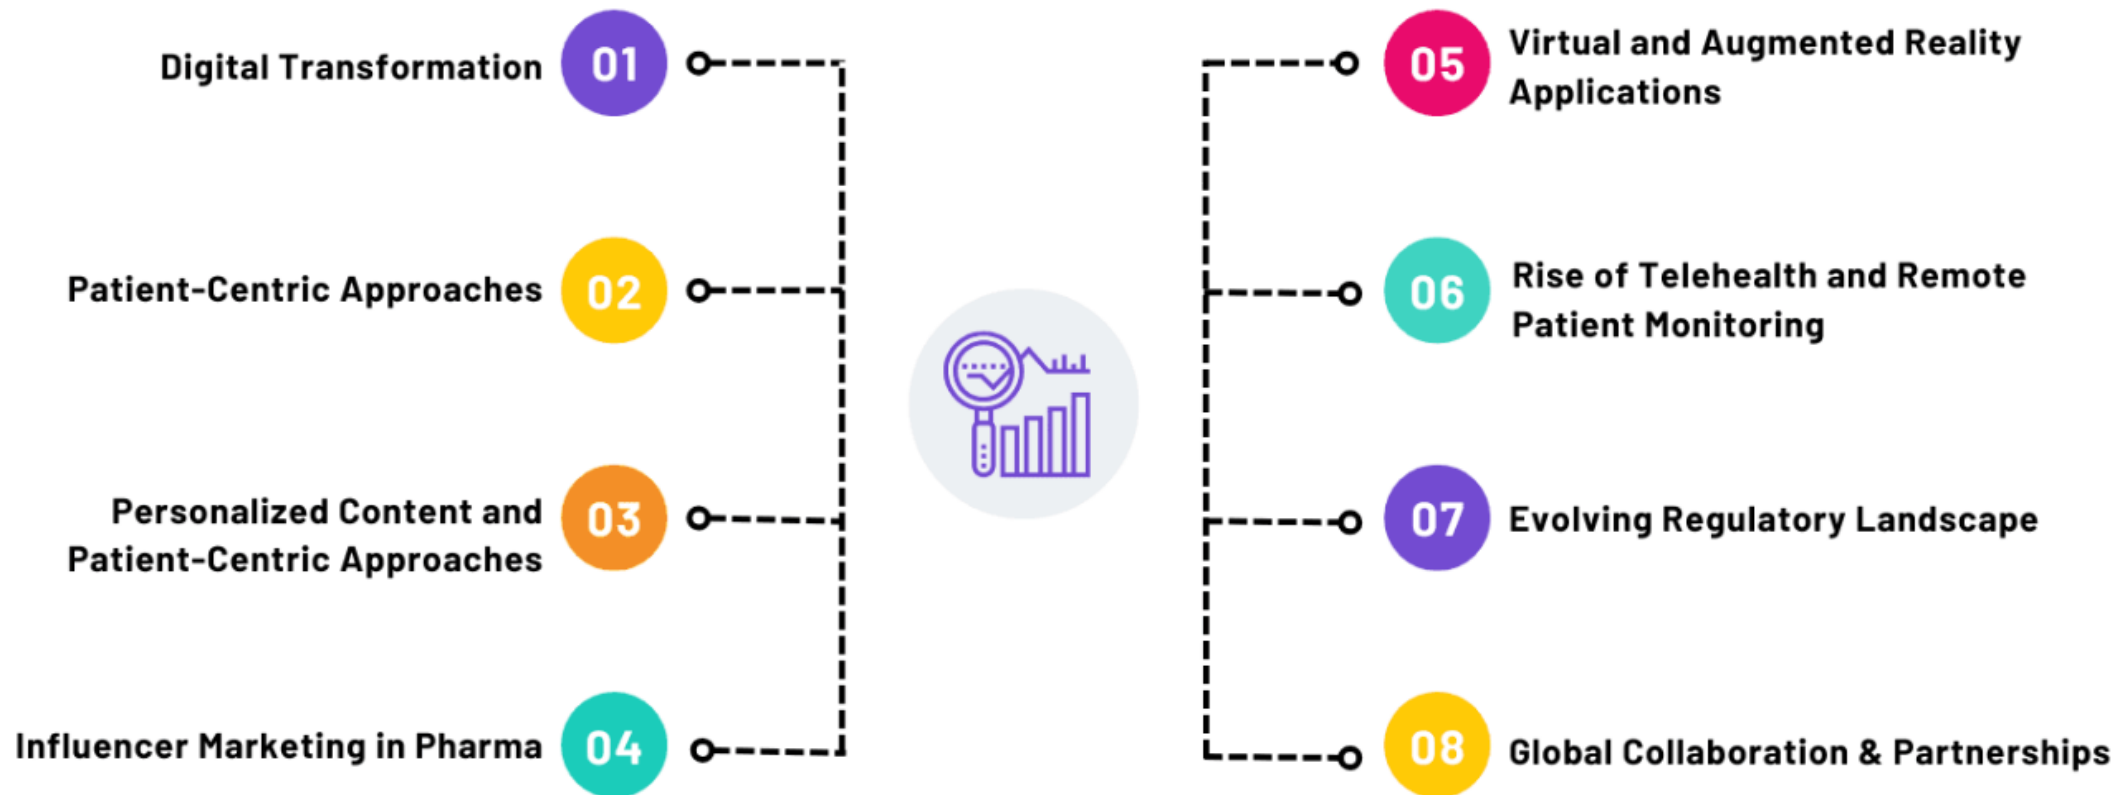 Digital Transformation
01
Patient-Centric Approaches
02
Personalized Content and
Patient-Centric Approaches
03
Influencer Marketing in Pharma
04
05
Virtual and Augmented Reality
Applications
06
Rise of Telehealth and Remote
Patient Monitoring
07
Evolving Regulatory Landscape
08
Global Collaboration & Partnerships